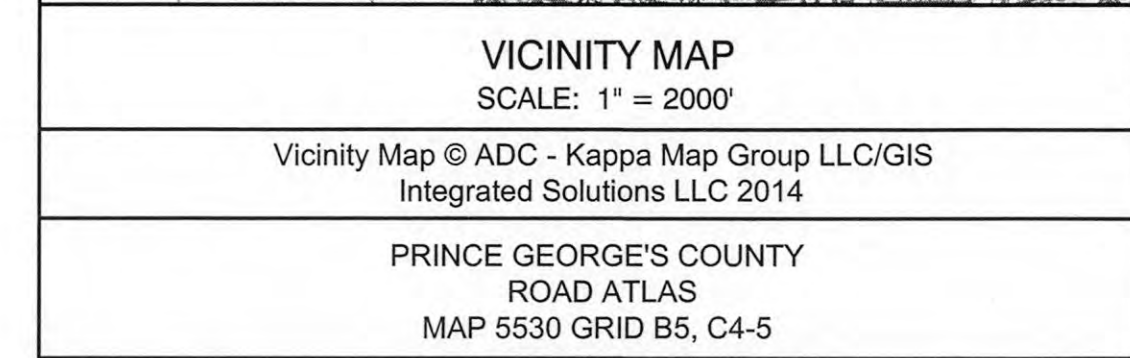 VICINITY MAP
SCALE: 1" = 2000'
Vicinity Map © ADC - Kappa Map Group LLC/GIS
Integrated Solutions LLC 2014
PRINCE GEORGE'S COUNTY
ROAD ATLAS
MAP 5530 GRID B5, C4-5